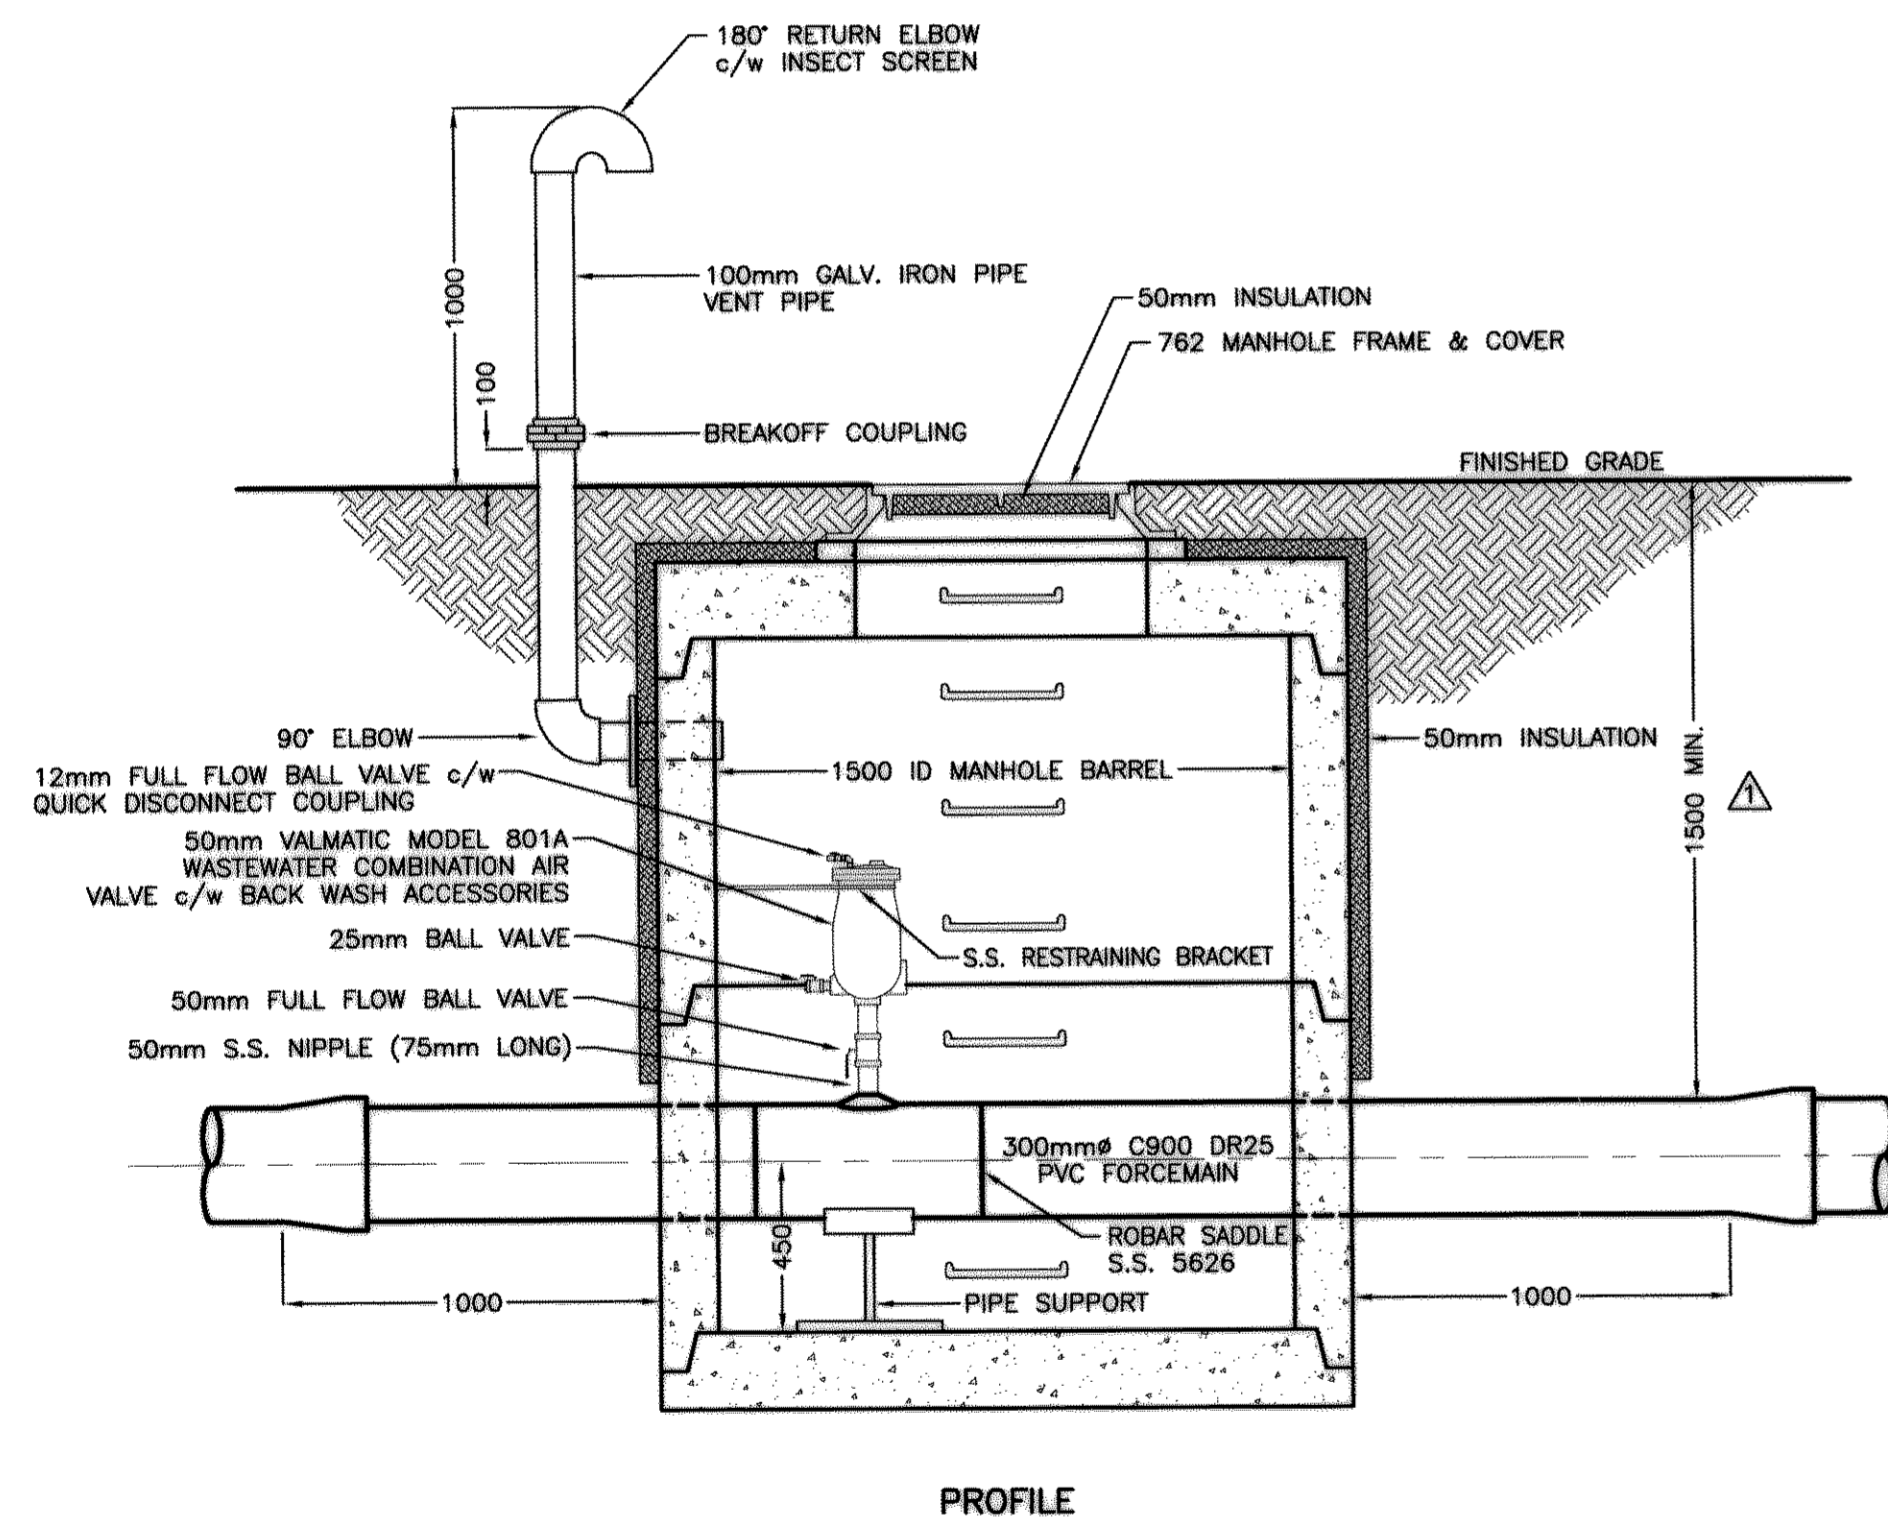 180° RETURN ELBOW
c/w INSECT SCREEN
1000
100mm GALV. IRON PIPE
VENT PIPE
50mm INSULATION
762 MANHOLE FRAME & COVER
100
BREAKOFF COUPLING
FINISHED GRADE
90° ELBOW
50mm INSULATION
12mm FULL FLOW BALL VALVE c/w
QUICK DISCONNECT COUPLING
1500 ID MANHOLE BARREL
1500 MIN.
1
50mm VALMATIC MODEL 801A
WASTEWATER COMBINATION AIR
VALVE c/w BACK WASH ACCESSORIES
25mm BALL VALVE
S.S. RESTRAINING BRACKET
50mm FULL FLOW BALL VALVE
50mm S.S. NIPPLE (75mm LONG)
300mmø C900 DR25
PVC FORCEMAIN
450
ROBAR SADDLE
S.S. 5626
1000
PIPE SUPPORT
1000
PROFILE